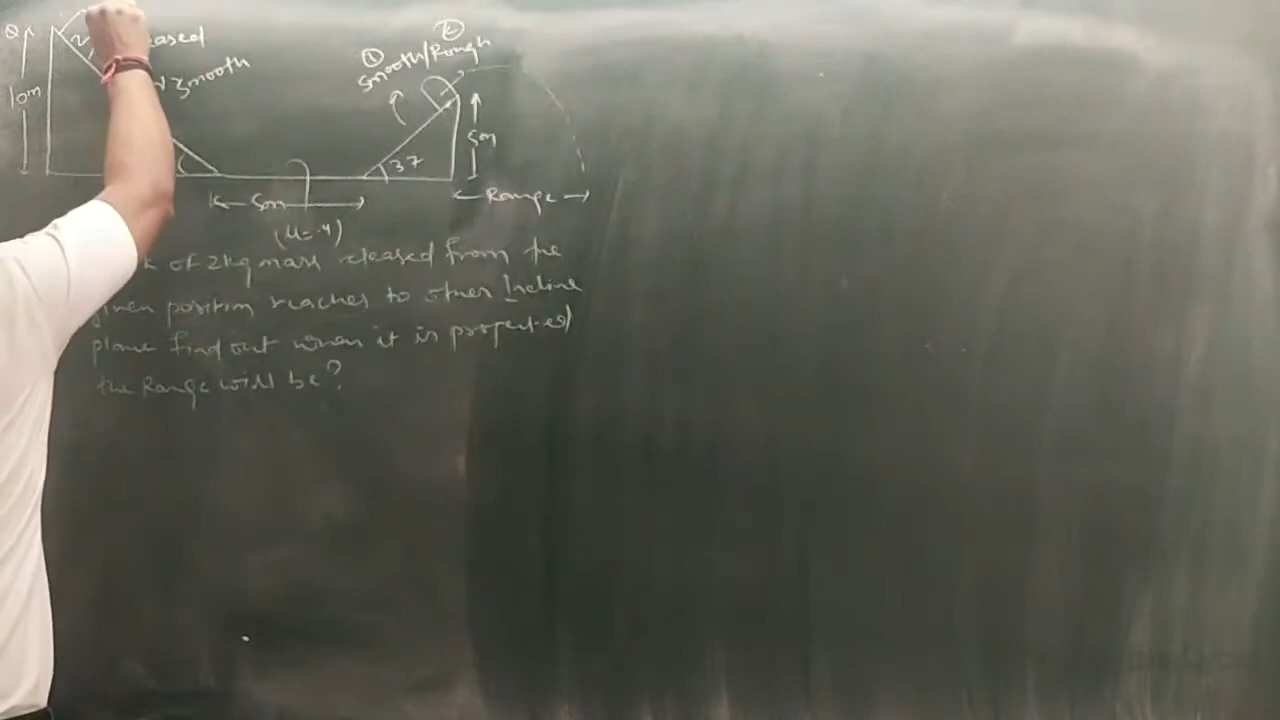 ①
②
Smooth/Rough
Smooth
10m
5m
37
5m
Range
(μ=.4)
of 2kg mass released from the
given position reaches to other Incline
plane find out when it is projected
the Range will be?